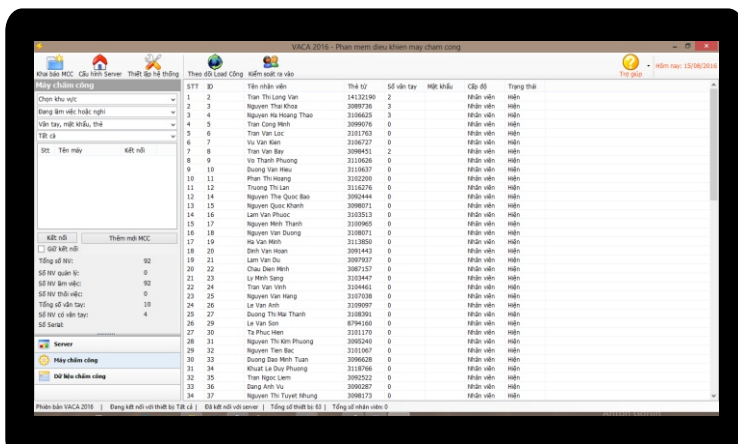 VACA 2016 - Phan mem dieu khien may cham cong
Khai báo MCC Cấu hình Server Thiết lập hệ thống Theo dõi Load Công Kiểm soát ra vào Trợ giúp Hôm nay: 15/08/2016
Máy chấm công
Chọn khu vực
Đang làm việc hoặc nghỉ
Vân tay, mật khẩu, thẻ
Tất cả
Stt Tên máy Kết nối
Kết nối Thêm mới MCC
Giữ kết nối
Tổng số NV: 92
Số NV quản lý: 0
Số NV làm việc: 92
Số NV thôi việc: 0
Tổng số vân tay: 10
Số NV có vân tay: 4
Số Serial:
Server
Máy chấm công
Dữ liệu chấm công
STT ID Tên nhân viên Thẻ từ Số vân tay Mật khẩu Cấp độ Trạng thái
1 2 Tran Thi Long Van 14132190 2 Nhân viên Hiện
2 3 Nguyen Thai Khoa 3089736 3 Nhân viên Hiện
3 4 Nguyen Ha Hoang Thao 3106625 3 Nhân viên Hiện
4 5 Tran Cong Minh 3099076 0 Nhân viên Hiện
5 6 Tran Van Loc 3101763 0 Nhân viên Hiện
6 7 Vu Van Kien 3106727 0 Nhân viên Hiện
7 8 Tran Van Bay 3098451 2 Nhân viên Hiện
8 9 Vo Thanh Phuong 3110626 0 Nhân viên Hiện
9 10 Duong Van Hieu 3110637 0 Nhân viên Hiện
10 11 Phan Thi Hoang 3102200 0 Nhân viên Hiện
11 12 Truong Thi Lan 3116276 0 Nhân viên Hiện
12 14 Nguyen The Quoc Bao 3092444 0 Nhân viên Hiện
13 15 Nguyen Quoc Khanh 3098071 0 Nhân viên Hiện
14 16 Lam Van Phuoc 3103513 0 Nhân viên Hiện
15 17 Nguyen Minh Thanh 3100965 0 Nhân viên Hiện
16 18 Nguyen Van Duong 3108071 0 Nhân viên Hiện
17 19 Ha Van Minh 3113850 0 Nhân viên Hiện
18 20 Dinh Van Hoan 3091443 0 Nhân viên Hiện
19 21 Lam Van Du 3097937 0 Nhân viên Hiện
20 22 Chau Dien Minh 3087157 0 Nhân viên Hiện
21 23 Ly Minh Sang 3103447 0 Nhân viên Hiện
22 24 Tran Van Vinh 3104461 0 Nhân viên Hiện
23 25 Nguyen Van Hang 3107038 0 Nhân viên Hiện
24 26 Le Van Anh 3109097 0 Nhân viên Hiện
25 27 Duong Thi Mai Thanh 3108391 0 Nhân viên Hiện
26 29 Le Van Son 8794160 0 Nhân viên Hiện
27 30 Ta Phuc Hien 3101170 0 Nhân viên Hiện
28 31 Nguyen Thi Kim Phuong 3095240 0 Nhân viên Hiện
29 32 Nguyen Tien Bac 3101067 0 Nhân viên Hiện
30 33 Duong Dao Minh Tuan 3096628 0 Nhân viên Hiện
31 34 Khuat Le Duy Phuong 3118766 0 Nhân viên Hiện
32 35 Tran Ngoc Liem 3092522 0 Nhân viên Hiện
33 36 Dang Anh Vu 3090287 0 Nhân viên Hiện
34 37 Nguyen Thi Tuyet Nhung 3098173 0 Nhân viên Hiện
Phiên bản VACA 2016 | Đang kết nối với thiết bị: Tất cả | Đã kết nối với server | Tổng số thiết bị: 63 | Tổng số nhân viên: 0